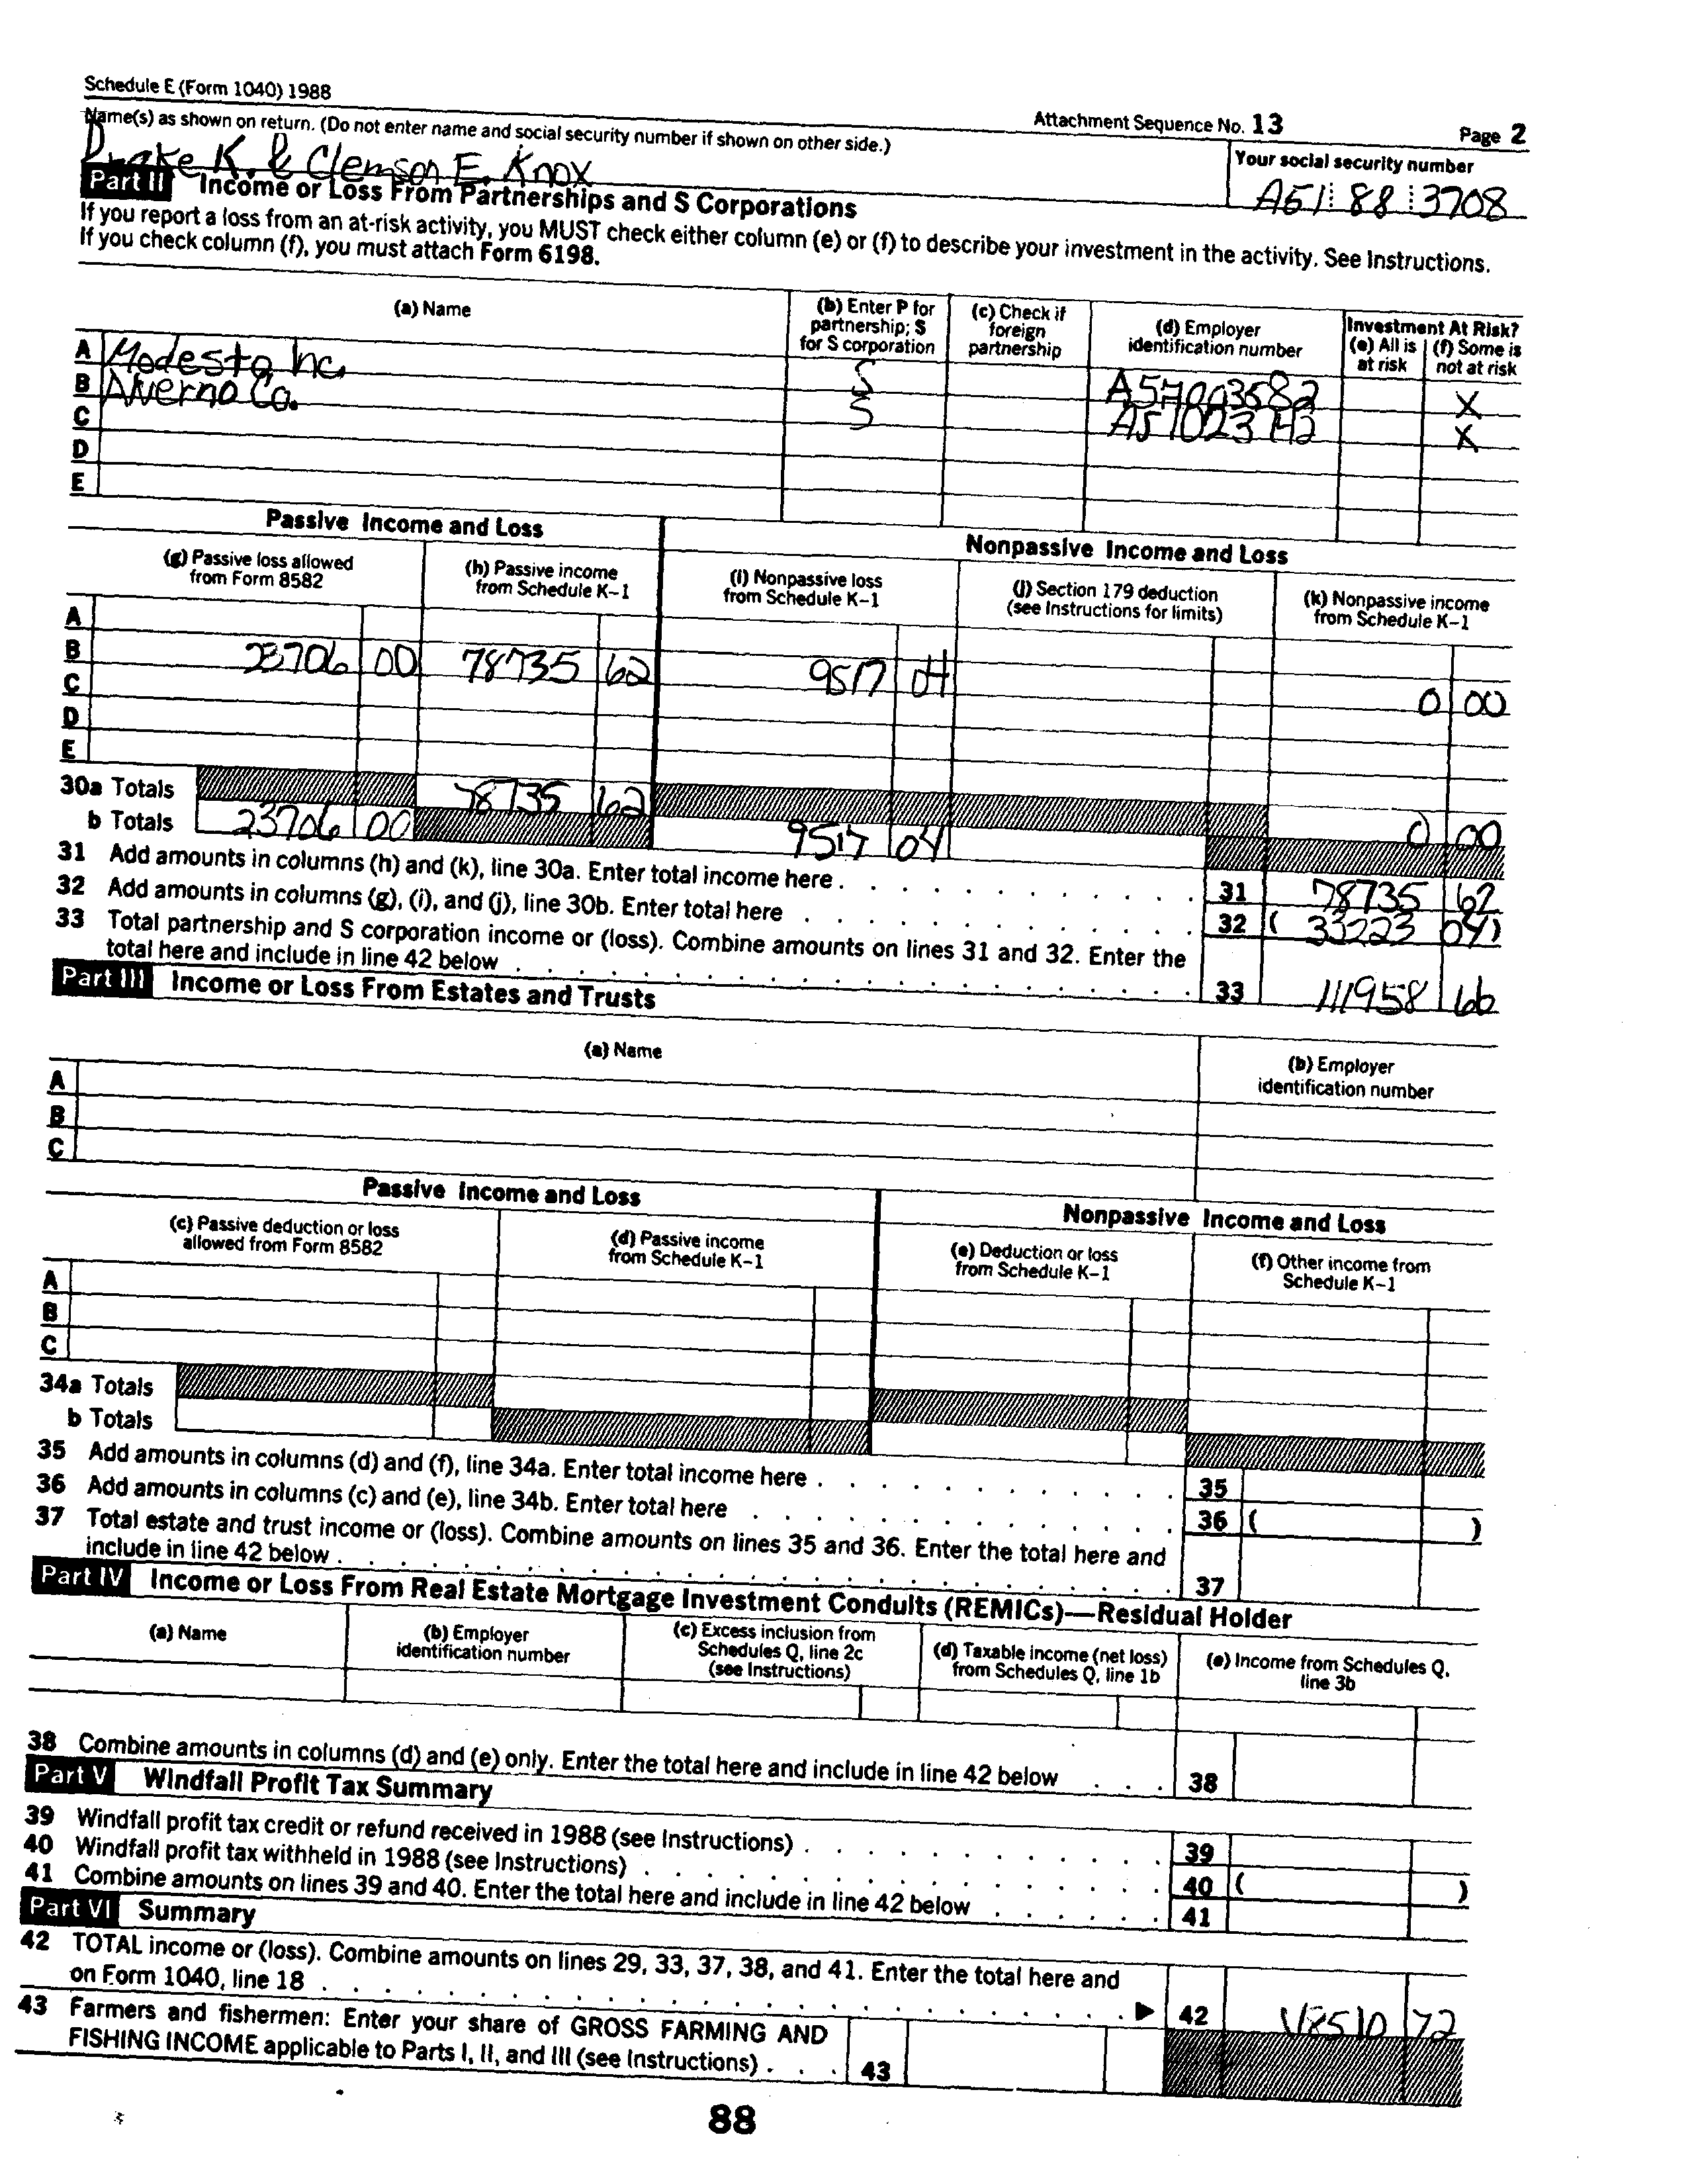 Schedule E (Form 1040) 1988
Attachment Sequence No. 13 Page 2
Name(s) as shown on return. (Do not enter name and social security number if shown on other side.)
Your social security number
Drake K. & Clemson E. Knox
A51 88 3708
Part II Income or Loss From Partnerships and S Corporations
If you report a loss from an at-risk activity, you MUST check either column (e) or (f) to describe your investment in the activity. See Instructions.
If you check column (f), you must attach Form 6198.
(a) Name
(b) Enter P for partnership; S for S corporation
(c) Check if foreign partnership
(d) Employer identification number
Investment At Risk?
(e) All is at risk
(f) Some is not at risk
A Modesta Inc. S X
B Alverno Co. S X
C
D
E
Passive Income and Loss
Nonpassive Income and Loss
(g) Passive loss allowed from Form 8582
(h) Passive income from Schedule K–1
(i) Nonpassive loss from Schedule K–1
(j) Section 179 deduction (see Instructions for limits)
(k) Nonpassive income from Schedule K–1
A
B 23706 00 78735 62 9517 04 0 00
C
D
E
30a Totals 78735 62 0 00
b Totals 23706 00 9517 04
31 Add amounts in columns (h) and (k), line 30a. Enter total income here . 31 78735 62
32 Add amounts in columns (g), (i), and (j), line 30b. Enter total here 32 ( 33223 04 )
33 Total partnership and S corporation income or (loss). Combine amounts on lines 31 and 32. Enter the
total here and include in line 42 below 33 111958 66
Part III Income or Loss From Estates and Trusts
(a) Name
(b) Employer identification number
A
B
C
Passive Income and Loss
Nonpassive Income and Loss
(c) Passive deduction or loss allowed from Form 8582
(d) Passive income from Schedule K–1
(e) Deduction or loss from Schedule K–1
(f) Other income from Schedule K–1
A
B
C
34a Totals
b Totals
35 Add amounts in columns (d) and (f), line 34a. Enter total income here . 35
36 Add amounts in columns (c) and (e), line 34b. Enter total here 36 ( )
37 Total estate and trust income or (loss). Combine amounts on lines 35 and 36. Enter the total here and
include in line 42 below . 37
Part IV Income or Loss From Real Estate Mortgage Investment Conduits (REMICs)—Residual Holder
(a) Name
(b) Employer identification number
(c) Excess inclusion from Schedules Q, line 2c (see Instructions)
(d) Taxable income (net loss) from Schedules Q, line 1b
(e) Income from Schedules Q, line 3b
38 Combine amounts in columns (d) and (e) only. Enter the total here and include in line 42 below 38
Part V Windfall Profit Tax Summary
39 Windfall profit tax credit or refund received in 1988 (see Instructions) . 39
40 Windfall profit tax withheld in 1988 (see Instructions) 40 ( )
41 Combine amounts on lines 39 and 40. Enter the total here and include in line 42 below 41
Part VI Summary
42 TOTAL income or (loss). Combine amounts on lines 29, 33, 37, 38, and 41. Enter the total here and
on Form 1040, line 18 ▶ 42 118510 72
43 Farmers and fishermen: Enter your share of GROSS FARMING AND
FISHING INCOME applicable to Parts I, II, and III (see Instructions) . 43
88